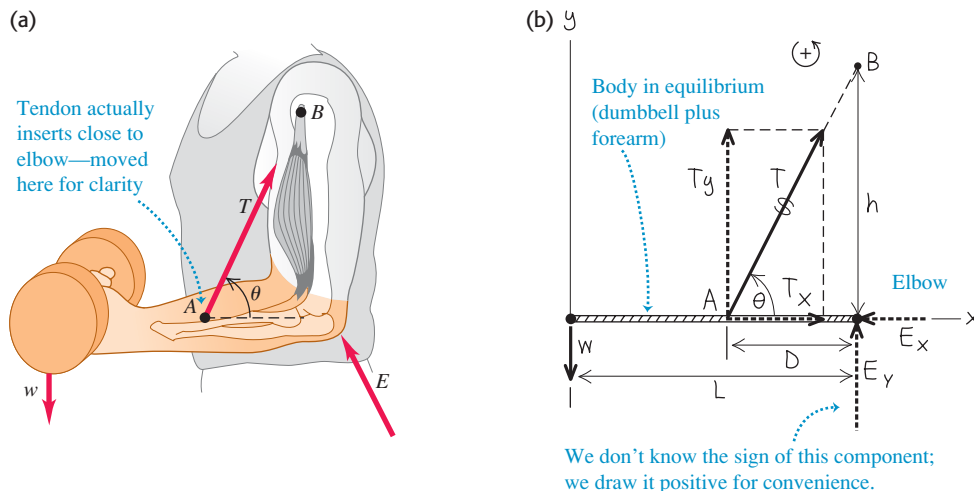 (a)
Tendon actually
inserts close to
elbow—moved
here for clarity
B
T
A
θ
w
E
(b)
y
+
B
Body in equilibrium
(dumbbell plus
forearm)
Ty
T
h
Elbow
A
θ
Tx
x
Ex
w
D
Ey
L
We don't know the sign of this component;
we draw it positive for convenience.